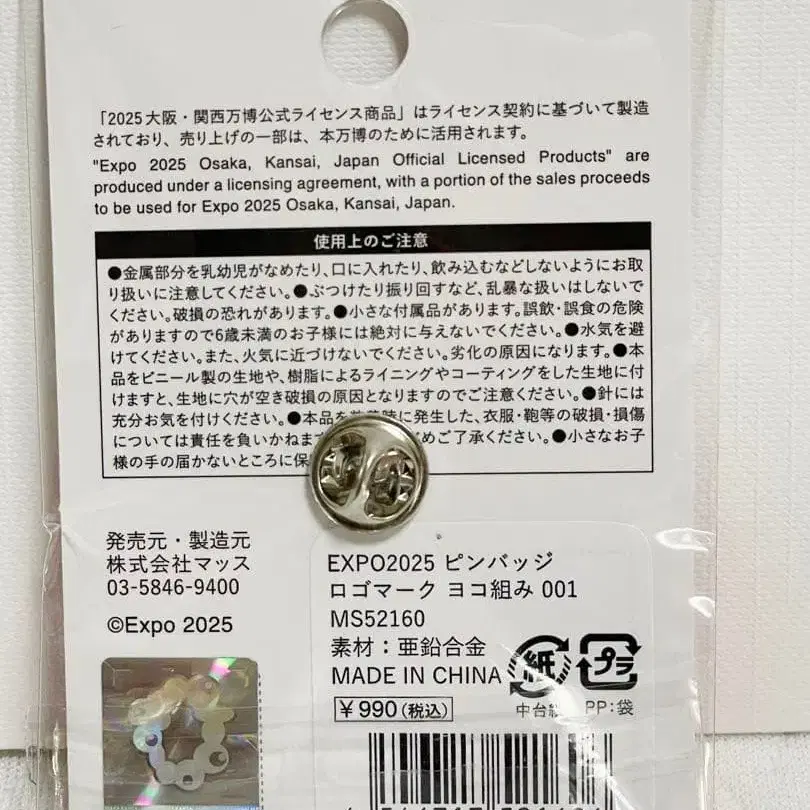 「2025大阪・関西万博公式ライセンス商品」はライセンス契約に基づいて製造
されており、売り上げの一部は、本万博のために活用されます。
"Expo 2025 Osaka, Kansai, Japan Official Licensed Products" are
produced under a licensing agreement, with a portion of the sales proceeds
to be used for Expo 2025 Osaka, Kansai, Japan.
使用上のご注意
●金属部分を乳幼児がなめたり、口に入れたり、飲み込むなどしないようにお取
り扱いに注意してください。●ぶつけたり振り回すなど、乱暴な扱いはしないで
ください。破損の恐れがあります。●小さな付属品があります。誤飲・誤食の危険
がありますので6歳未満のお子様には絶対に与えないでください。●水気を避
けてください。また、火気に近づけないでください。劣化の原因になります。●本
品をビニール製の生地や、樹脂によるライニングやコーティングをした生地に付
けますと、生地に穴が空き破損の原因となりますのでご注意ください。●針には
充分お気を付けください。●本品を 時に発生した、衣服・鞄等の破損・損傷
については責任を負いかねま めご了承ください。●小さなお子
様の手の届かないところに保
発売元・製造元
株式会社マッス
03-5846-9400
©Expo 2025
EXPO2025 ピンバッジ
ロゴマーク ヨコ組み 001
MS52160
素材：亜鉛合金
MADE IN CHINA
￥990(税込)
紙
中台紙
プラ
PP:袋